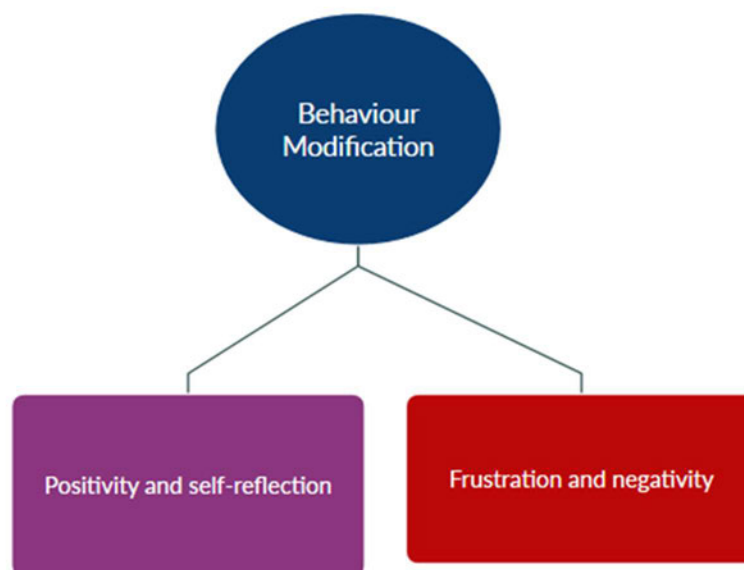 Behaviour
Modification
Positivity and self-reflection
Frustration and negativity